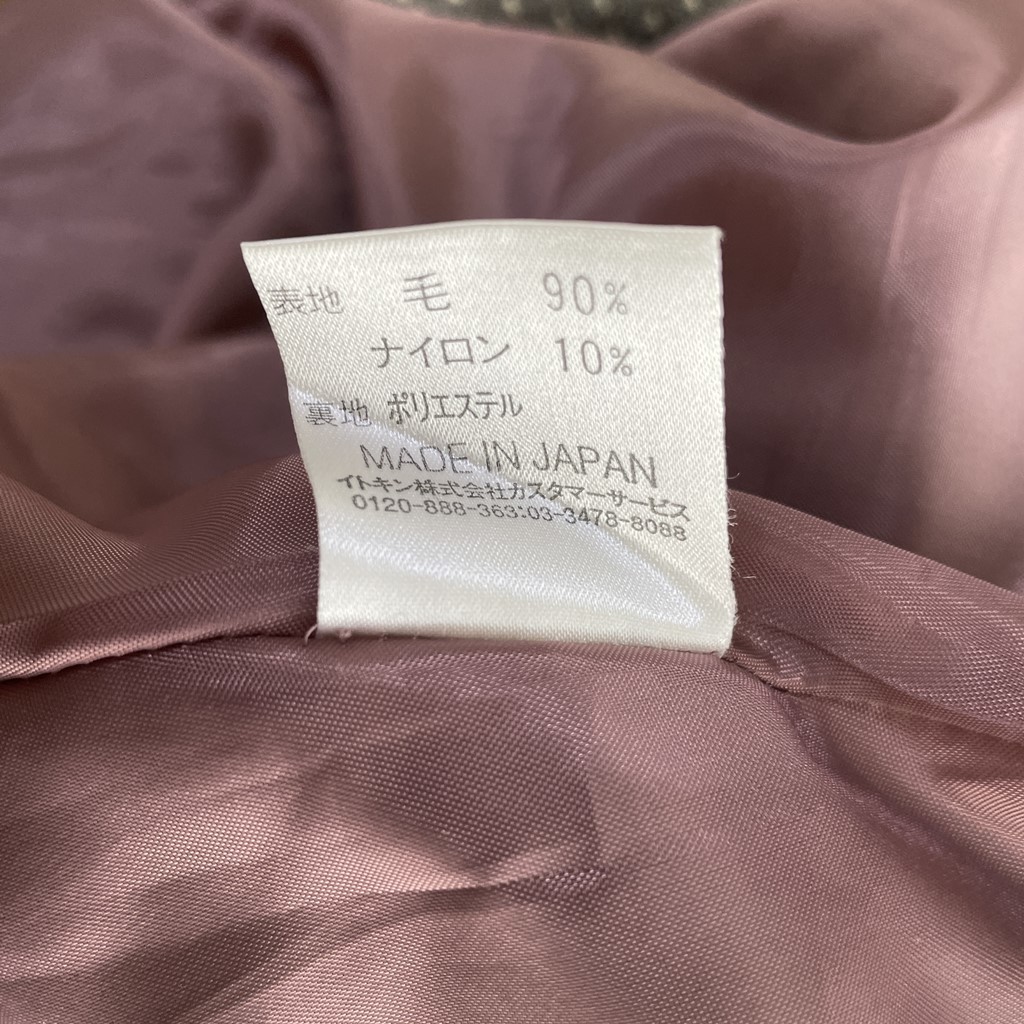 表地 毛 90%
ナイロン 10%
裏地 ポリエステル
MADE IN JAPAN
イトキン株式会社カスタマーサービス
0120-888-363:03-3478-8088